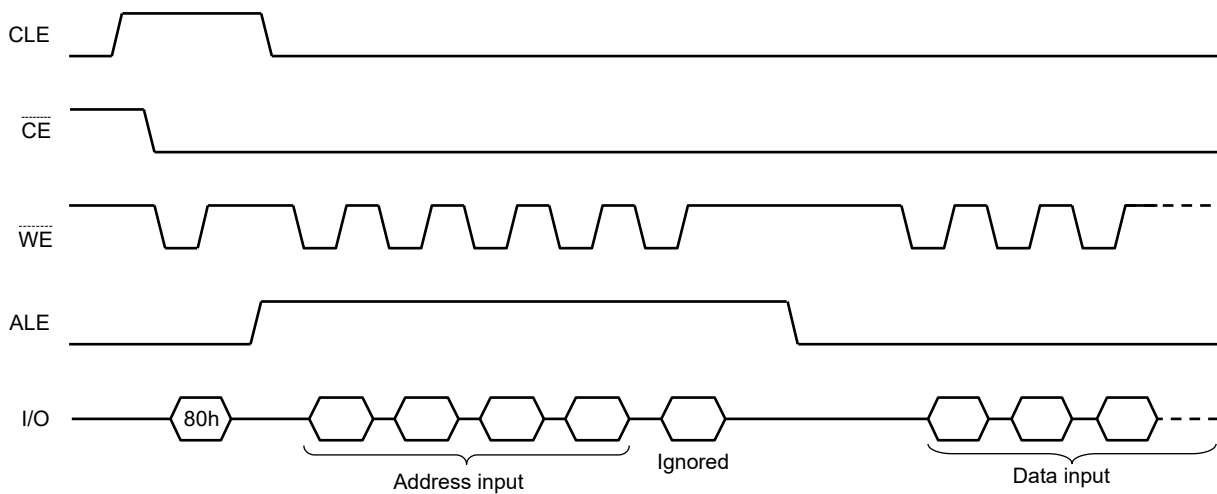 CLE
CE
WE
ALE
I/O
80h
Address input
Ignored
Data input